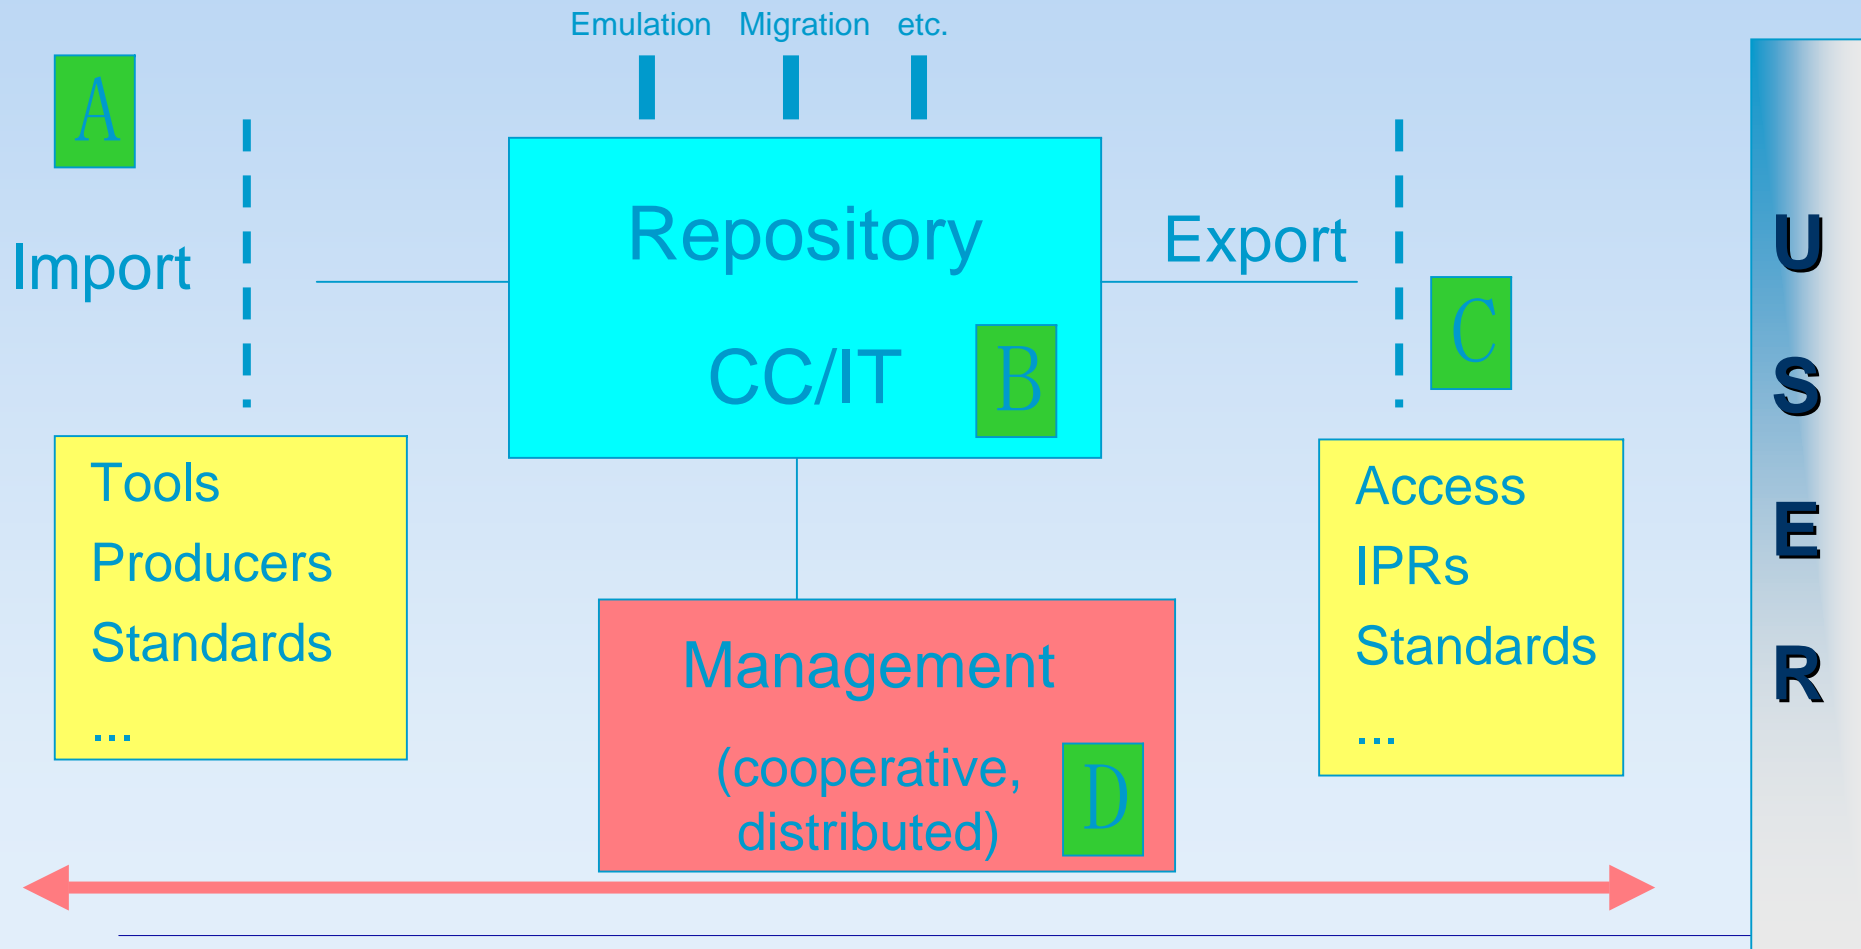 Emulation Migration etc.
A
Import
Repository
CC/IT
B
Export
C
Tools
Producers
Standards
...
Management
(cooperative,
distributed)
D
Access
IPRs
Standards
...
U
S
E
R